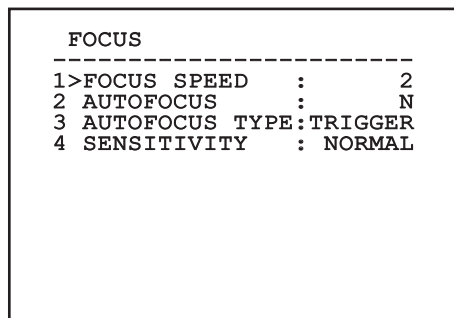 FOCUS
------------------------
1>FOCUS SPEED   :      2
2 AUTOFOCUS     :      N
3 AUTOFOCUS TYPE:TRIGGER
4 SENSITIVITY   : NORMAL